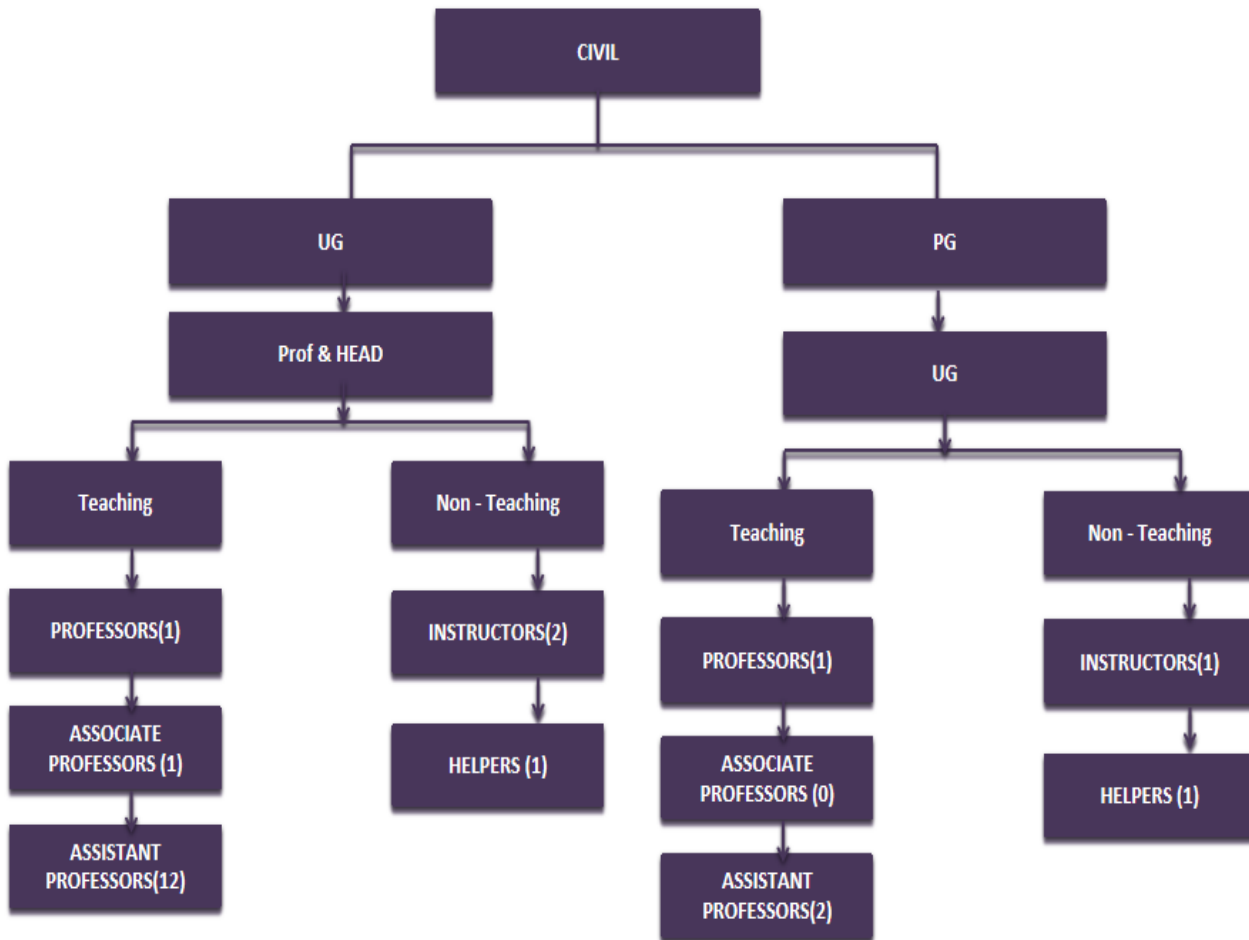 CIVIL
UG
PG
Prof & HEAD
UG
Teaching
Non - Teaching
Teaching
Non - Teaching
PROFESSORS(1)
INSTRUCTORS(2)
PROFESSORS(1)
INSTRUCTORS(1)
ASSOCIATE
PROFESSORS (1)
HELPERS (1)
ASSOCIATE
PROFESSORS (0)
HELPERS (1)
ASSISTANT
PROFESSORS(12)
ASSISTANT
PROFESSORS(2)